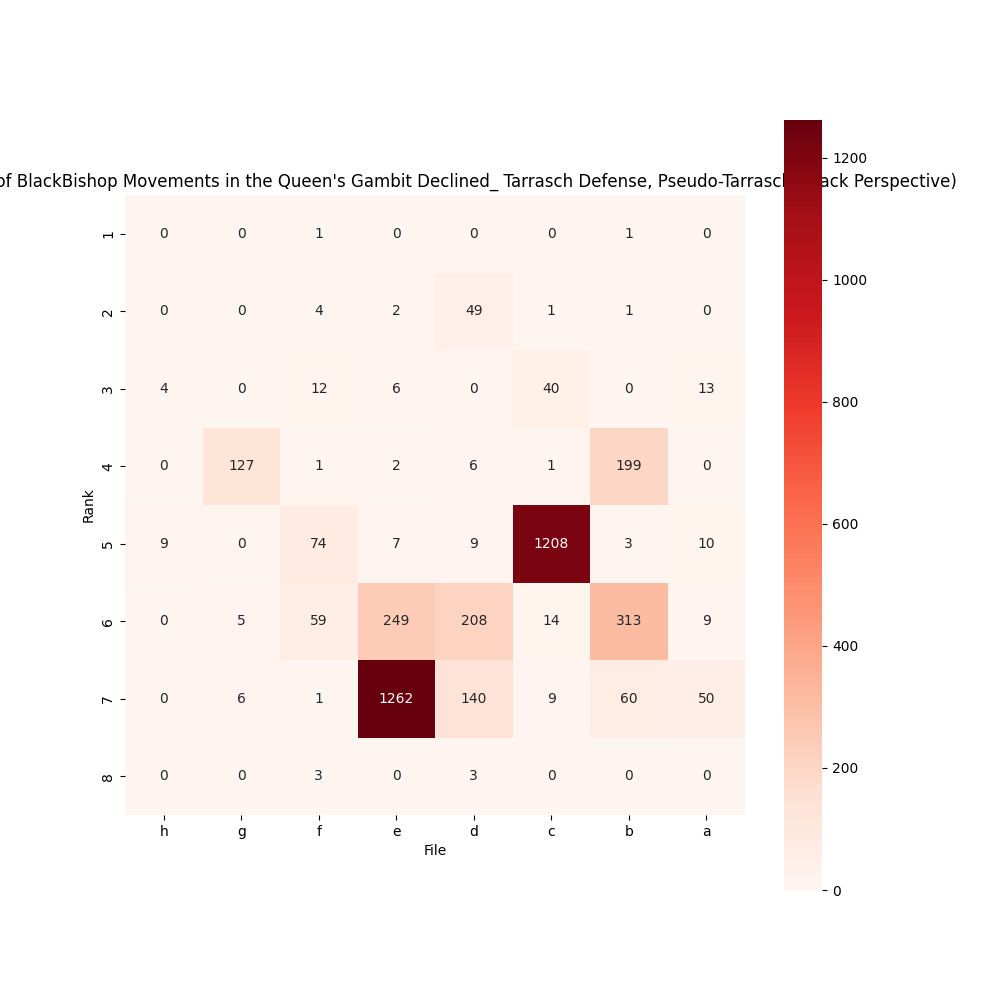 of BlackBishop Movements in the Queen's Gambit Declined_ Tarrasch Defense, Pseudo-Tarrasch ack Perspective)
1 0 0 1 0 0 0 1 0
2 0 0 4 2 49 1 1 0
3 4 0 12 6 0 40 0 13
4 0 127 1 2 6 1 199 0
5 9 0 74 7 9 1208 3 10
6 0 5 59 249 208 14 313 9
7 0 6 1 1262 140 9 60 50
8 0 0 3 0 3 0 0 0
h g f e d c b a
File
Rank
1200
1000
800
600
400
200
0